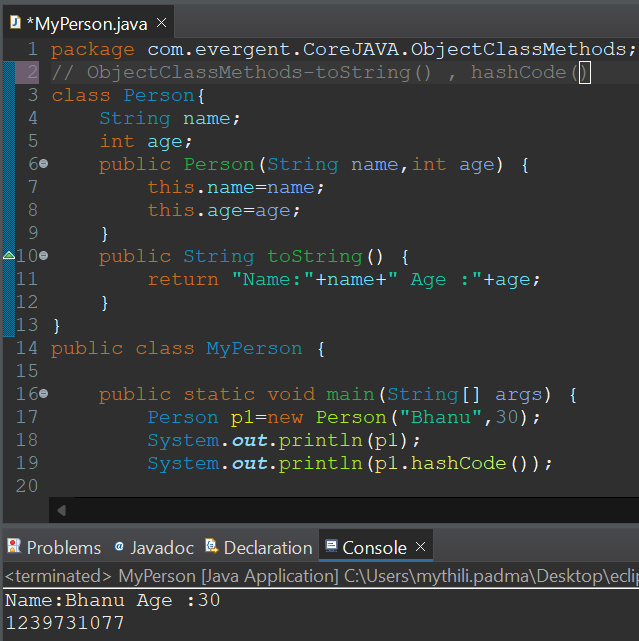 *MyPerson.java
1 package com.evergent.CoreJAVA.ObjectClassMethods;
2 // ObjectClassMethods-toString() , hashCode()
3 class Person{
4     String name;
5     int age;
6     public Person(String name,int age) {
7         this.name=name;
8         this.age=age;
9     }
10     public String toString() {
11         return "Name:"+name+" Age :"+age;
12     }
13 }
14 public class MyPerson {
15
16     public static void main(String[] args) {
17         Person p1=new Person("Bhanu",30);
18         System.out.println(p1);
19         System.out.println(p1.hashCode());
20
Problems @ Javadoc Declaration Console
<terminated> MyPerson [Java Application] C:\Users\mythili.padma\Desktop\eclip
Name:Bhanu Age :30
1239731077